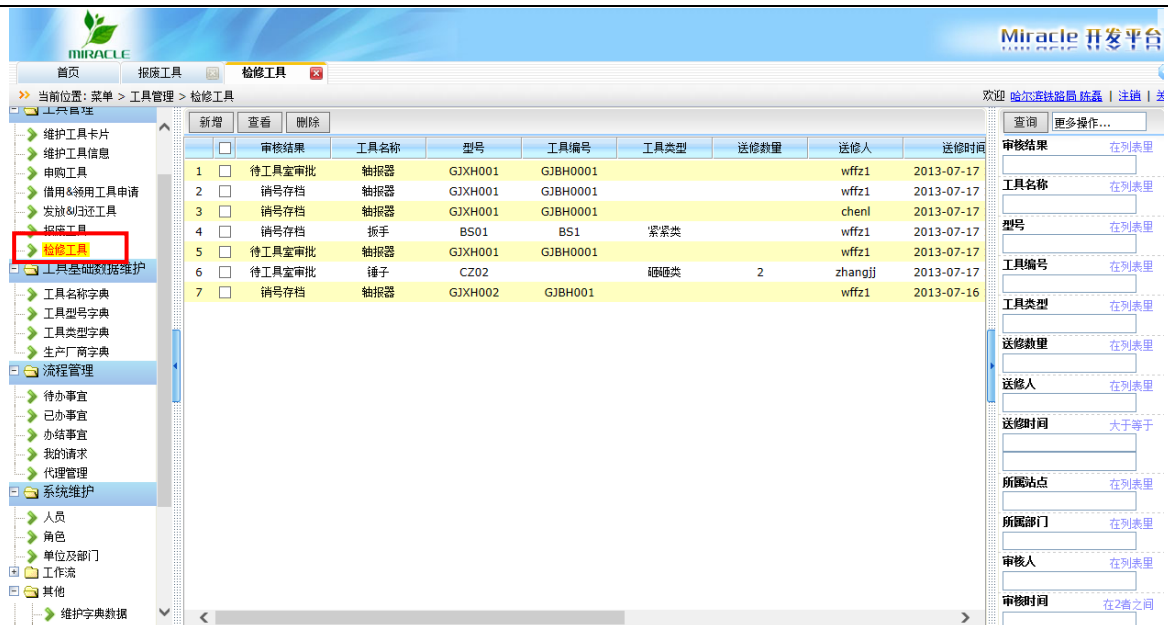 MIRACLE
Miracle 开发平台
首页 报废工具 检修工具
当前位置: 菜单 > 工具管理 > 检修工具
欢迎 哈尔滨铁路局 陈磊 | 注销 |
工具管理
维护工具卡片
维护工具信息
申购工具
借用&领用工具申请
发放&归还工具
报废工具
检修工具
工具基础数据维护
工具名称字典
工具型号字典
工具类型字典
生产厂商字典
流程管理
待办事宜
已办事宜
办结事宜
我的请求
代理管理
系统维护
人员
角色
单位及部门
工作流
其他
维护字典数据
新增 查看 删除
审核结果 工具名称 型号 工具编号 工具类型 送修数量 送修人 送修时间
1 待工具室审批 轴报器 GJXH001 GJBH0001 wffz1 2013-07-17
2 销号存档 轴报器 GJXH001 GJBH0001 wffz1 2013-07-17
3 销号存档 轴报器 GJXH001 GJBH0001 chenl 2013-07-17
4 销号存档 扳手 BS01 BS1 紧紧类 wffz1 2013-07-17
5 待工具室审批 轴报器 GJXH001 GJBH0001 wffz1 2013-07-17
6 待工具室审批 锤子 CZ02 砸砸类 2 zhangjj 2013-07-17
7 销号存档 轴报器 GJXH002 GJBH001 wffz1 2013-07-16
查询 更多操作...
审核结果 在列表里
工具名称 在列表里
型号 在列表里
工具编号 在列表里
工具类型 在列表里
送修数量 在列表里
送修人 在列表里
送修时间 大于等于
所属站点 在列表里
所属部门 在列表里
审核人 在列表里
审核时间 在2者之间